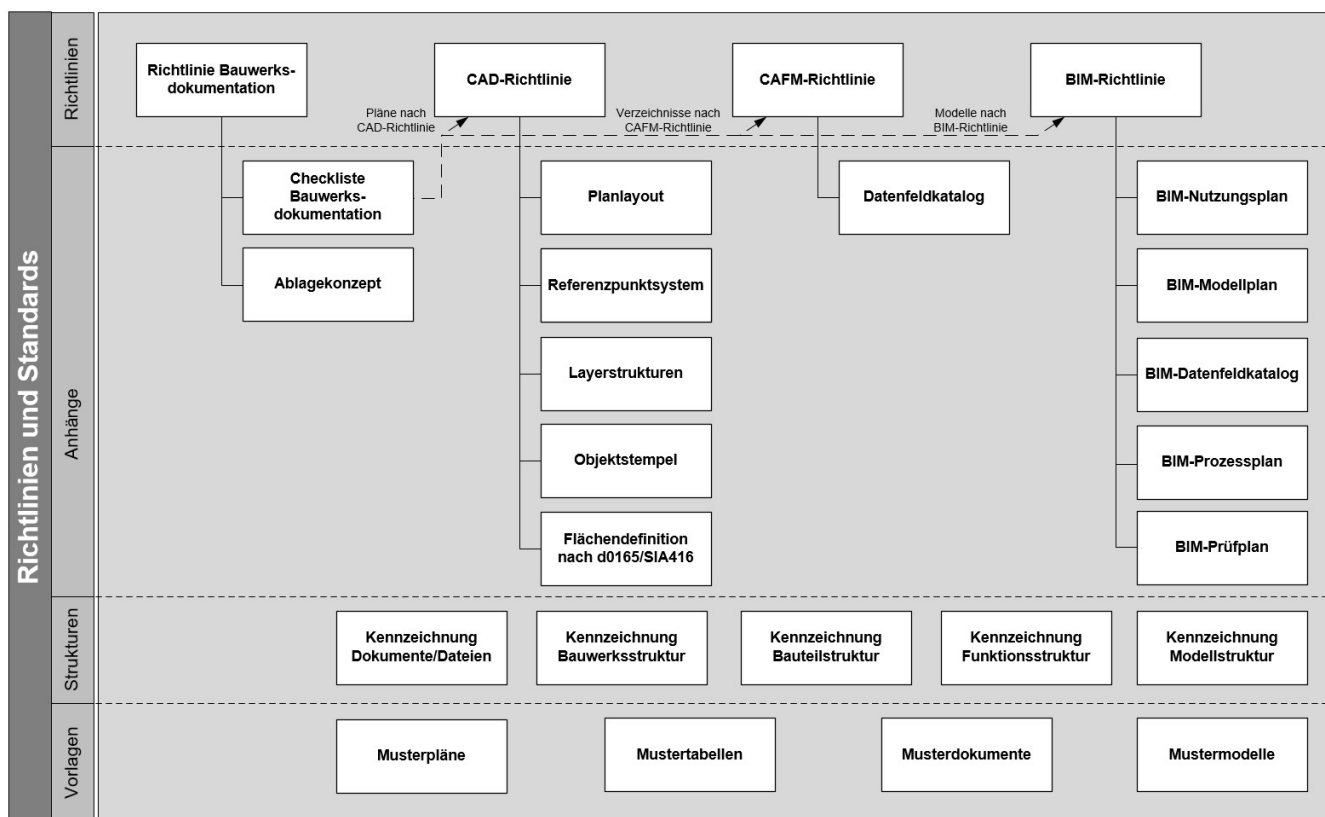 Richtlinien und Standards
Richtlinien
Richtlinie Bauwerks-
dokumentation
CAD-Richtlinie
CAFM-Richtlinie
BIM-Richtlinie
Pläne nach
CAD-Richtlinie
Verzeichnisse nach
CAFM-Richtlinie
Modelle nach
BIM-Richtlinie
Anhänge
Checkliste
Bauwerks-
dokumentation
Ablagekonzept
Planlayout
Referenzpunktsystem
Layerstrukturen
Objektstempel
Flächendefinition
nach d0165/SIA416
Datenfeldkatalog
BIM-Nutzungsplan
BIM-Modellplan
BIM-Datenfeldkatalog
BIM-Prozessplan
BIM-Prüfplan
Strukturen
Kennzeichnung
Dokumente/Dateien
Kennzeichnung
Bauwerksstruktur
Kennzeichnung
Bauteilstruktur
Kennzeichnung
Funktionsstruktur
Kennzeichnung
Modellstruktur
Vorlagen
Musterpläne
Mustertabellen
Musterdokumente
Mustermodelle